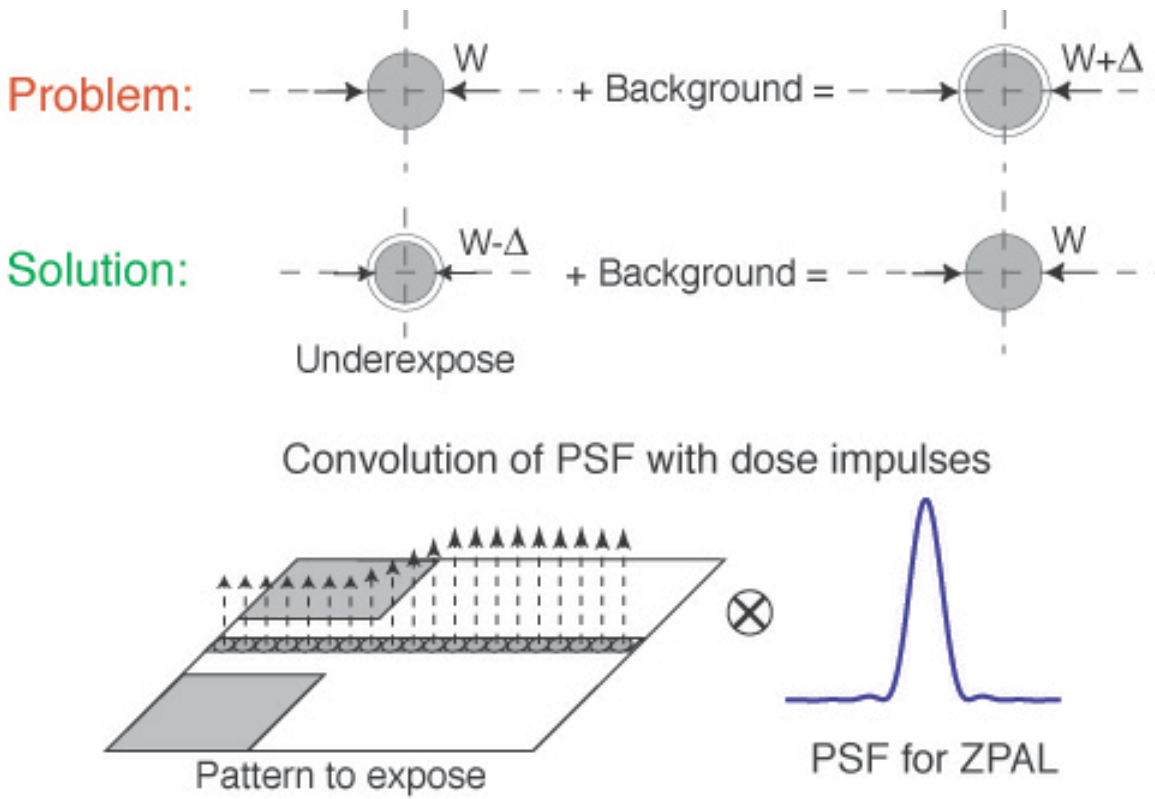 Problem: W + Background = W+Δ
Solution: W-Δ + Background = W
Underexpose
Convolution of PSF with dose impulses
Pattern to expose
PSF for ZPAL